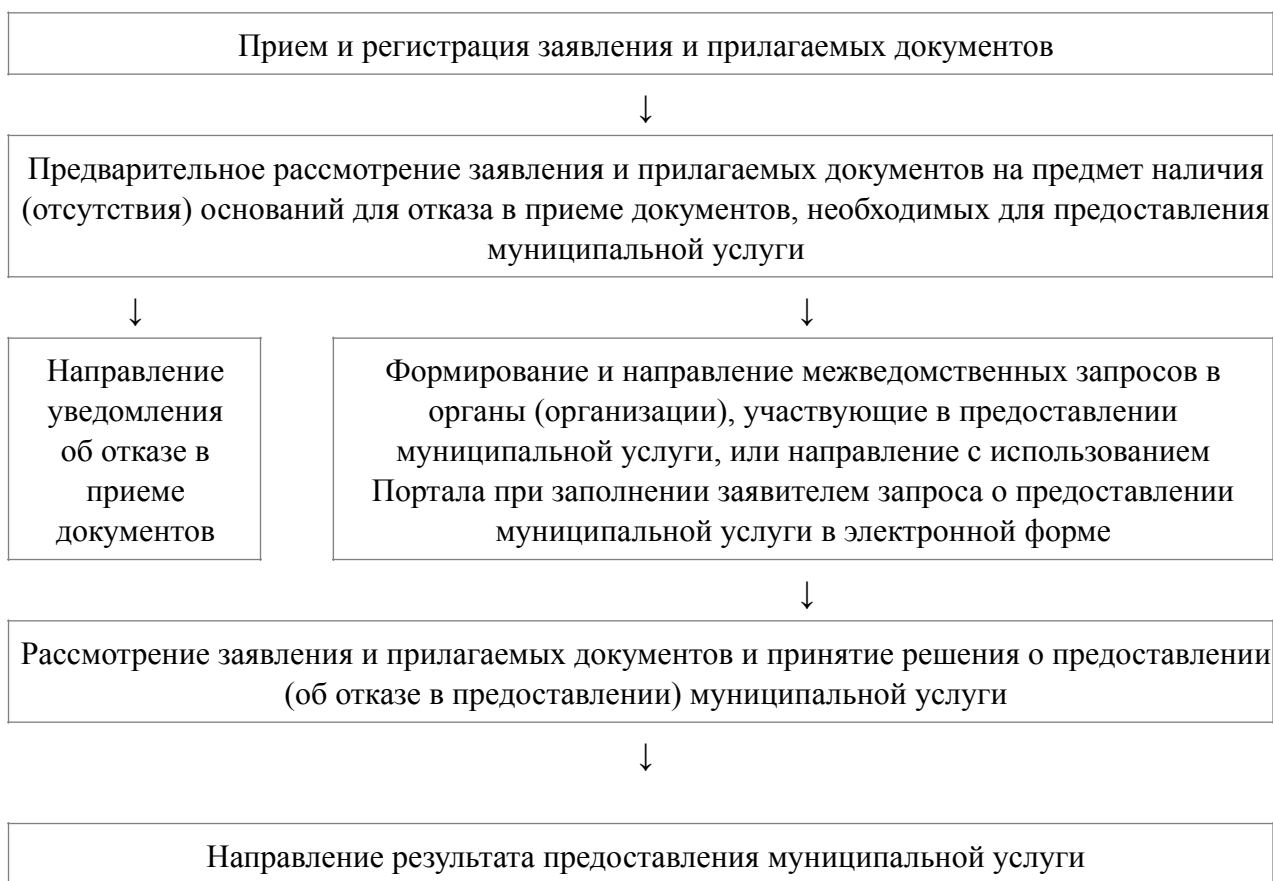 Прием и регистрация заявления и прилагаемых документов
↓
Предварительное рассмотрение заявления и прилагаемых документов на предмет наличия
(отсутствия) оснований для отказа в приеме документов, необходимых для предоставления
муниципальной услуги
↓
↓
Направление
уведомления
об отказе в
приеме
документов
Формирование и направление межведомственных запросов в
органы (организации), участвующие в предоставлении
муниципальной услуги, или направление с использованием
Портала при заполнении заявителем запроса о предоставлении
муниципальной услуги в электронной форме
↓
Рассмотрение заявления и прилагаемых документов и принятие решения о предоставлении
(об отказе в предоставлении) муниципальной услуги
↓
Направление результата предоставления муниципальной услуги